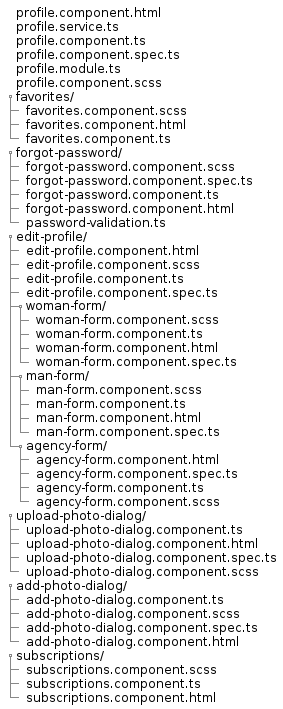 profile.component.html
profile.service.ts
profile.component.ts
profile.component.spec.ts
profile.module.ts
profile.component.scss
favorites/
favorites.component.scss
favorites.component.html
favorites.component.ts
forgot-password/
forgot-password.component.scss
forgot-password.component.spec.ts
forgot-password.component.ts
forgot-password.component.html
password-validation.ts
edit-profile/
edit-profile.component.html
edit-profile.component.scss
edit-profile.component.ts
edit-profile.component.spec.ts
woman-form/
woman-form.component.scss
woman-form.component.ts
woman-form.component.html
woman-form.component.spec.ts
man-form/
man-form.component.scss
man-form.component.ts
man-form.component.html
man-form.component.spec.ts
agency-form/
agency-form.component.html
agency-form.component.spec.ts
agency-form.component.ts
agency-form.component.scss
upload-photo-dialog/
upload-photo-dialog.component.ts
upload-photo-dialog.component.html
upload-photo-dialog.component.spec.ts
upload-photo-dialog.component.scss
add-photo-dialog/
add-photo-dialog.component.ts
add-photo-dialog.component.scss
add-photo-dialog.component.spec.ts
add-photo-dialog.component.html
subscriptions/
subscriptions.component.scss
subscriptions.component.ts
subscriptions.component.html